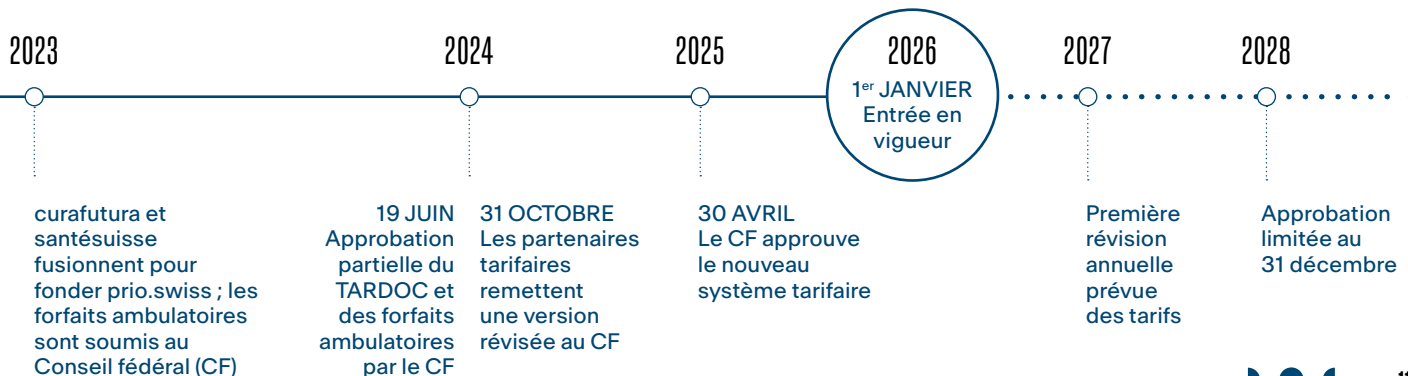 2023
2024
2025
2026
2027
2028
1er JANVIER
Entrée en
vigueur
curafutura et
santésuisse
fusionnent pour
fonder prio.swiss ; les
forfaits ambulatoires
sont soumis au
Conseil fédéral (CF)
19 JUIN
Approbation
partielle du
TARDOC et
des forfaits
ambulatoires
par le CF
31 OCTOBRE
Les partenaires
tarifaires
remettent
une version
révisée au CF
30 AVRIL
Le CF approuve
le nouveau
système tarifaire
Première
révision
annuelle
prévue
des tarifs
Approbation
limitée au
31 décembre